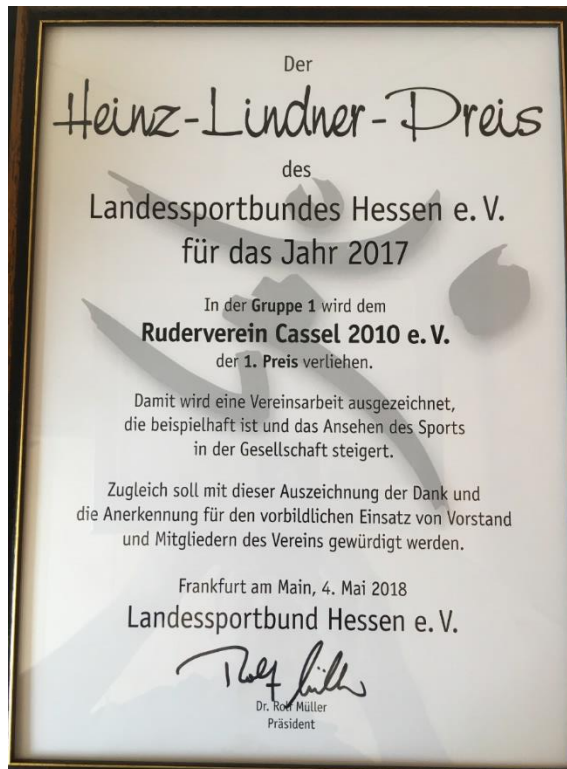 Der
Heinz-Lindner-Preis
des
Landessportbundes Hessen e. V.
für das Jahr 2017
In der Gruppe 1 wird dem
Ruderverein Cassel 2010 e. V.
der 1. Preis verliehen.
Damit wird eine Vereinsarbeit ausgezeichnet,
die beispielhaft ist und das Ansehen des Sports
in der Gesellschaft steigert.
Zugleich soll mit dieser Auszeichnung der Dank und
die Anerkennung für den vorbildlichen Einsatz von Vorstand
und Mitgliedern des Vereins gewürdigt werden.
Frankfurt am Main, 4. Mai 2018
Landessportbund Hessen e. V.
Rolf Müller
Dr. Rolf Müller
Präsident